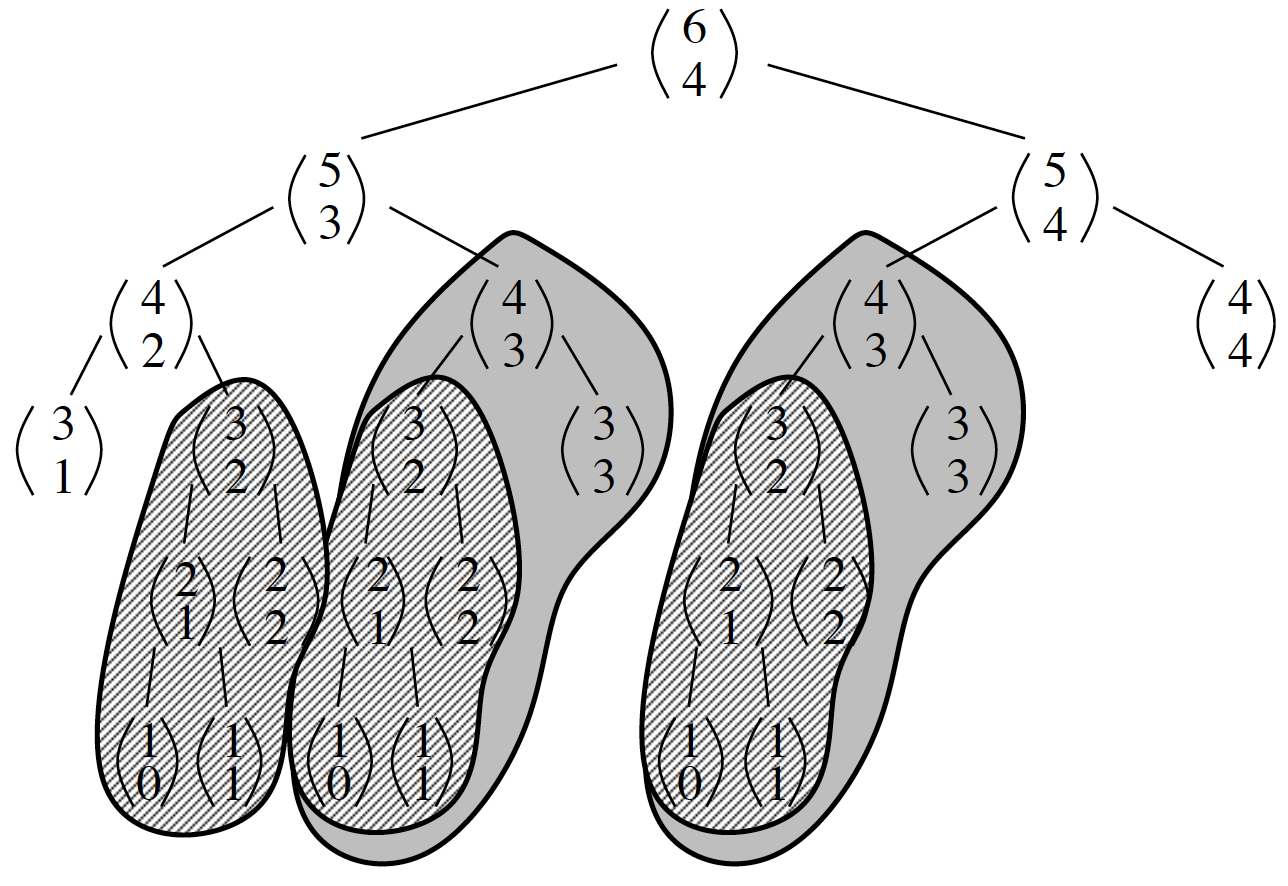 6
4
5 5
3 4
4 4 4 4
2 3 3 4
3 3 3 3 3 3
1 2 2 3 2 3
2 2 2 2 2 2
1 2 1 2 1 2
1 1 1 1 1 1
0 1 0 1 0 1